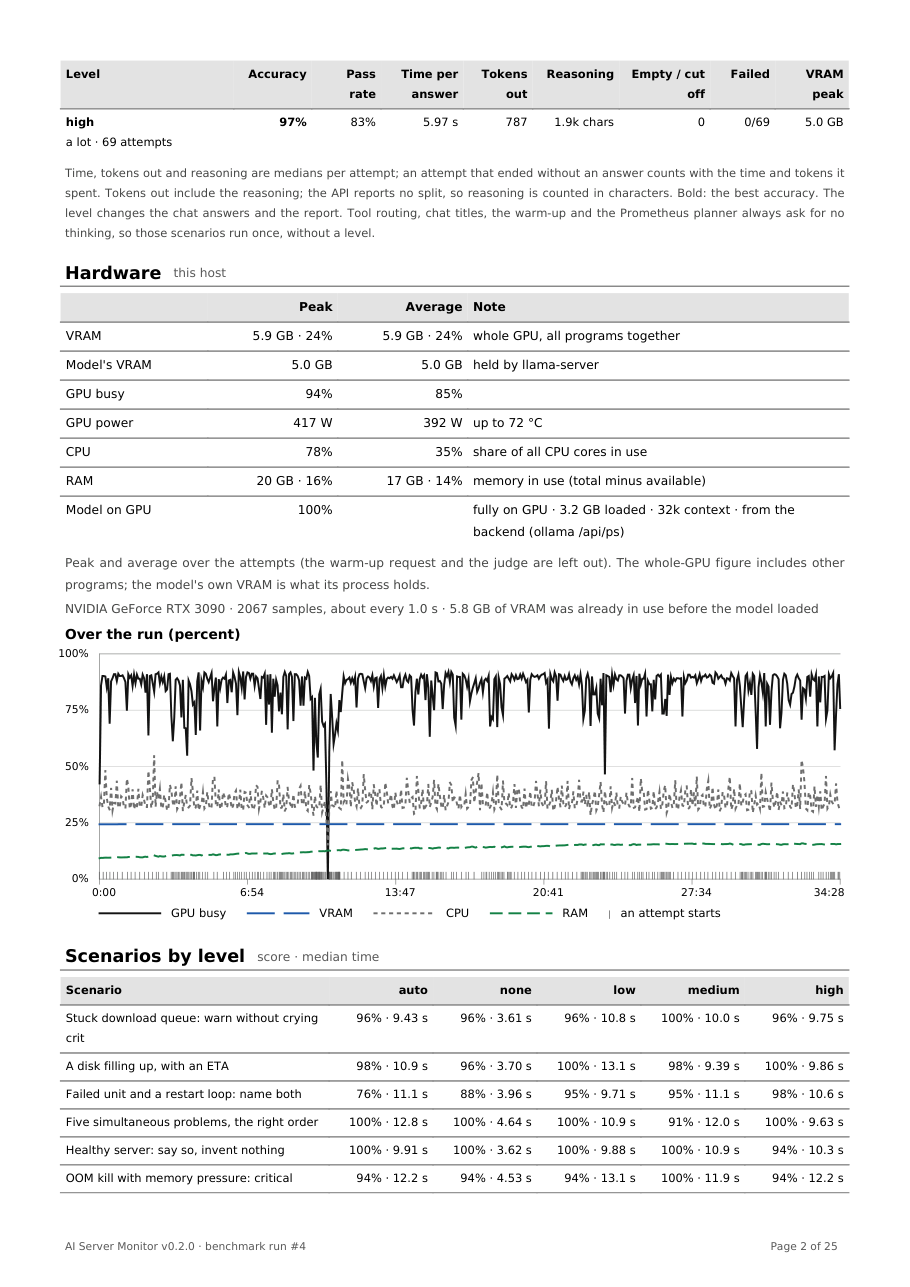 Level Accuracy Pass rate Time per answer Tokens out Reasoning Empty / cut off Failed VRAM peak
high 97% 83% 5.97 s 787 1.9k chars 0 0/69 5.0 GB
a lot · 69 attempts
Time, tokens out and reasoning are medians per attempt; an attempt that ended without an answer counts with the time and tokens it
spent. Tokens out include the reasoning; the API reports no split, so reasoning is counted in characters. Bold: the best accuracy. The
level changes the chat answers and the report. Tool routing, chat titles, the warm-up and the Prometheus planner always ask for no
thinking, so those scenarios run once, without a level.
Hardware this host
Peak Average Note
VRAM 5.9 GB · 24% 5.9 GB · 24% whole GPU, all programs together
Model's VRAM 5.0 GB 5.0 GB held by llama-server
GPU busy 94% 85%
GPU power 417 W 392 W up to 72 °C
CPU 78% 35% share of all CPU cores in use
RAM 20 GB · 16% 17 GB · 14% memory in use (total minus available)
Model on GPU 100% fully on GPU · 3.2 GB loaded · 32k context · from the
backend (ollama /api/ps)
Peak and average over the attempts (the warm-up request and the judge are left out). The whole-GPU figure includes other
programs; the model's own VRAM is what its process holds.
NVIDIA GeForce RTX 3090 · 2067 samples, about every 1.0 s · 5.8 GB of VRAM was already in use before the model loaded
Over the run (percent)
100%
75%
50%
25%
0%
0:00 6:54 13:47 20:41 27:34 34:28
GPU busy VRAM CPU RAM an attempt starts
Scenarios by level score · median time
Scenario auto none low medium high
Stuck download queue: warn without crying 96% · 9.43 s 96% · 3.61 s 96% · 10.8 s 100% · 10.0 s 96% · 9.75 s
crit
A disk filling up, with an ETA 98% · 10.9 s 96% · 3.70 s 100% · 13.1 s 98% · 9.39 s 100% · 9.86 s
Failed unit and a restart loop: name both 76% · 11.1 s 88% · 3.96 s 95% · 9.71 s 95% · 11.1 s 98% · 10.6 s
Five simultaneous problems, the right order 100% · 12.8 s 100% · 4.64 s 100% · 10.9 s 91% · 12.0 s 100% · 9.63 s
Healthy server: say so, invent nothing 100% · 9.91 s 100% · 3.62 s 100% · 9.88 s 100% · 10.9 s 94% · 10.3 s
OOM kill with memory pressure: critical 94% · 12.2 s 94% · 4.53 s 94% · 13.1 s 100% · 11.9 s 94% · 12.2 s
AI Server Monitor v0.2.0 · benchmark run #4 Page 2 of 25